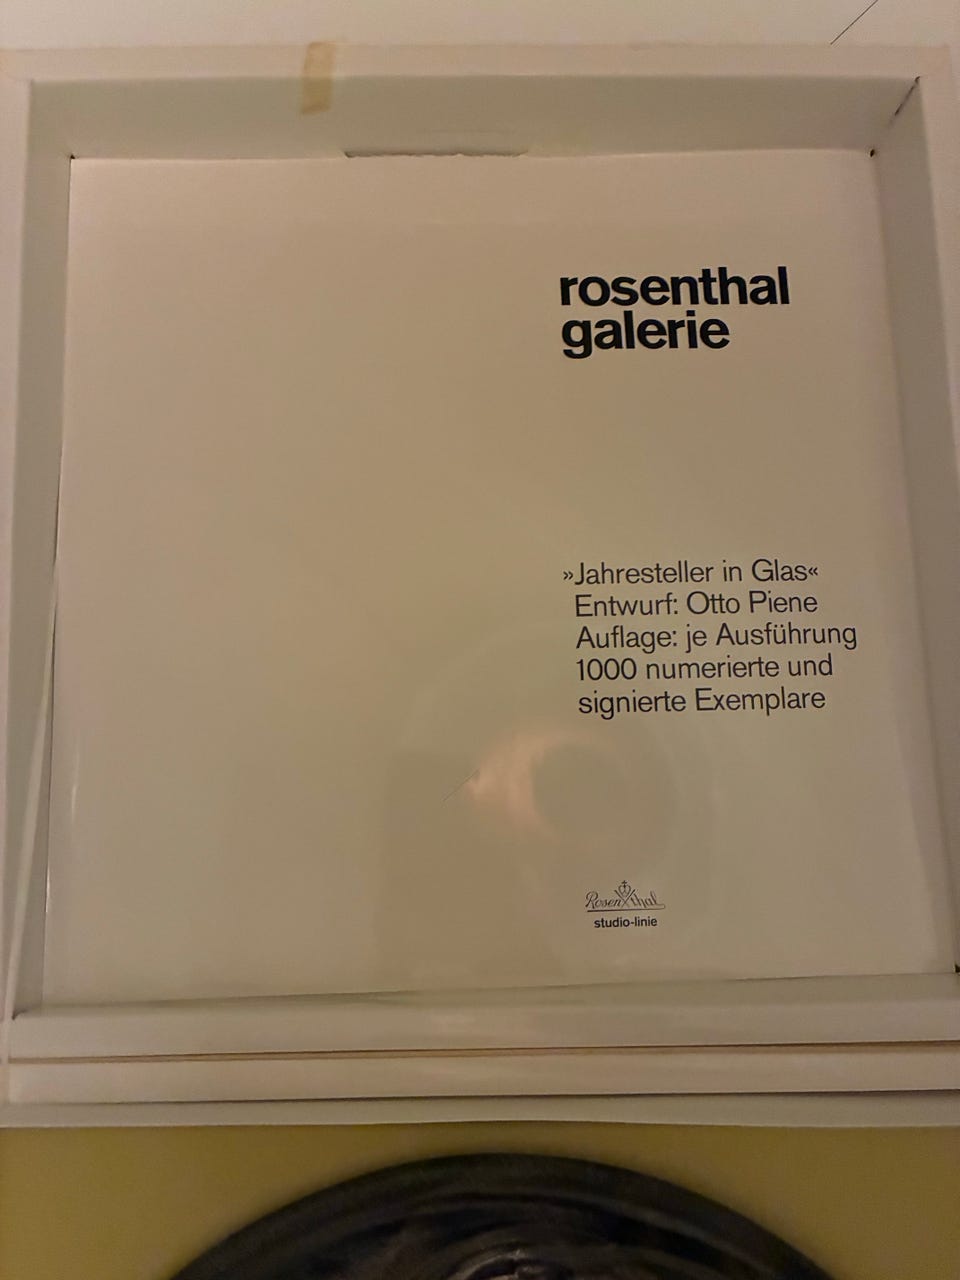 rosenthal
galerie
»Jahresteller in Glas«
Entwurf: Otto Piene
Auflage: je Ausführung
1000 numerierte und
signierte Exemplare
Rosenthal
studio-linie